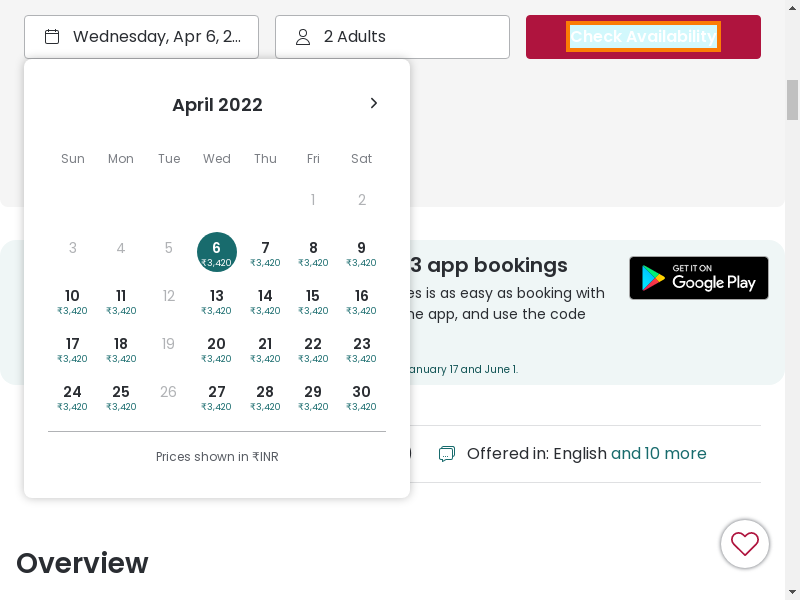 Wednesday, Apr 6, 2...
2 Adults
Check Availability
April 2022
Sun Mon Tue Wed Thu Fri Sat
1 2
3 4 5 6 7 8 9
₹3,420 ₹3,420 ₹3,420 ₹3,420
10 11 12 13 14 15 16
₹3,420 ₹3,420 ₹3,420 ₹3,420 ₹3,420 ₹3,420
17 18 19 20 21 22 23
₹3,420 ₹3,420 ₹3,420 ₹3,420 ₹3,420 ₹3,420
24 25 26 27 28 29 30
₹3,420 ₹3,420 ₹3,420 ₹3,420 ₹3,420 ₹3,420
Prices shown in ₹INR
3 app bookings
is as easy as booking with
app, and use the code
and June 1.
17
GET IT ON
Google Play
Offered in: English and 10 more
Overview